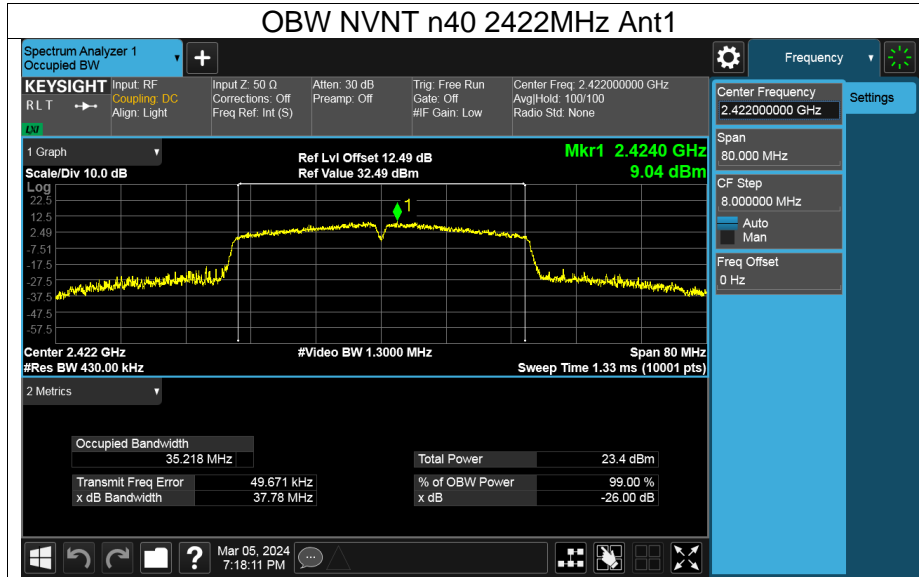 OBW NVNT n40 2422MHz Ant1
Spectrum Analyzer 1
Occupied BW
+
Frequency
KEYSIGHT
RLT
LXI
Input: RF
Coupling: DC
Align: Light
Input Z: 50 Ω
Corrections: Off
Freq Ref: Int (S)
Atten: 30 dB
Preamp: Off
Trig: Free Run
Gate: Off
#IF Gain: Low
Center Freq: 2.422000000 GHz
Avg|Hold: 100/100
Radio Std: None
Center Frequency
2.422000000 GHz
Settings
Span
80.000 MHz
CF Step
8.000000 MHz
Auto
Man
Freq Offset
0 Hz
1 Graph
Scale/Div 10.0 dB
Ref Lvl Offset 12.49 dB
Ref Value 32.49 dBm
Mkr1 2.4240 GHz
9.04 dBm
Log
22.5
12.5
2.49
-7.51
-17.5
-27.5
-37.5
-47.5
-57.5
1
Center 2.422 GHz
#Video BW 1.3000 MHz
Span 80 MHz
#Res BW 430.00 kHz
Sweep Time 1.33 ms (10001 pts)
2 Metrics
Occupied Bandwidth
35.218 MHz
Total Power 23.4 dBm
Transmit Freq Error 49.671 kHz
% of OBW Power 99.00 %
x dB Bandwidth 37.78 MHz
x dB -26.00 dB
?
Mar 05, 2024
7:18:11 PM